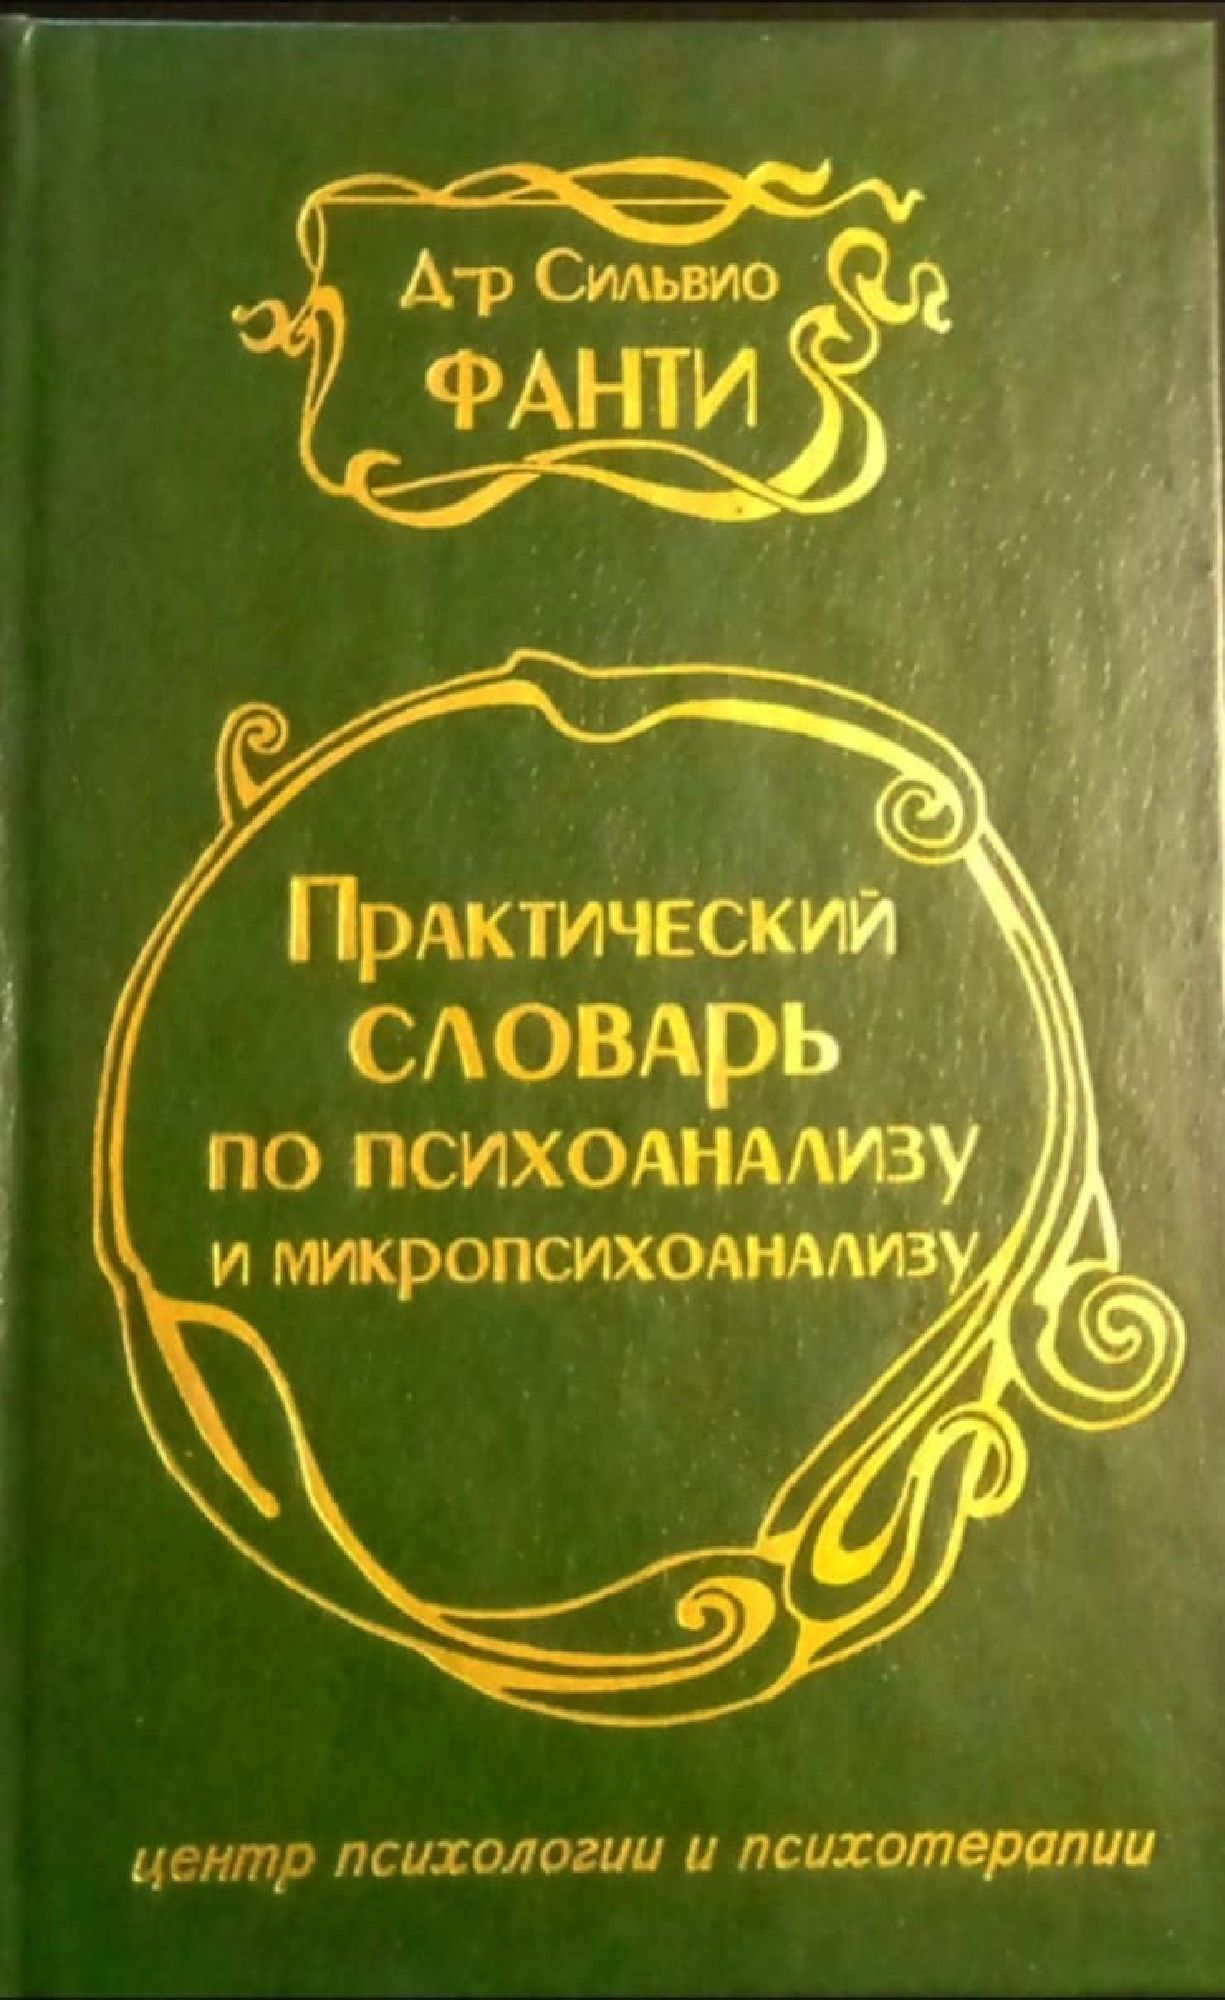 Д-р Сильвио
ФАНТИ
Практический
словарь
по психоанализу
и микропсихоанализу
центр психологии и психотерапии